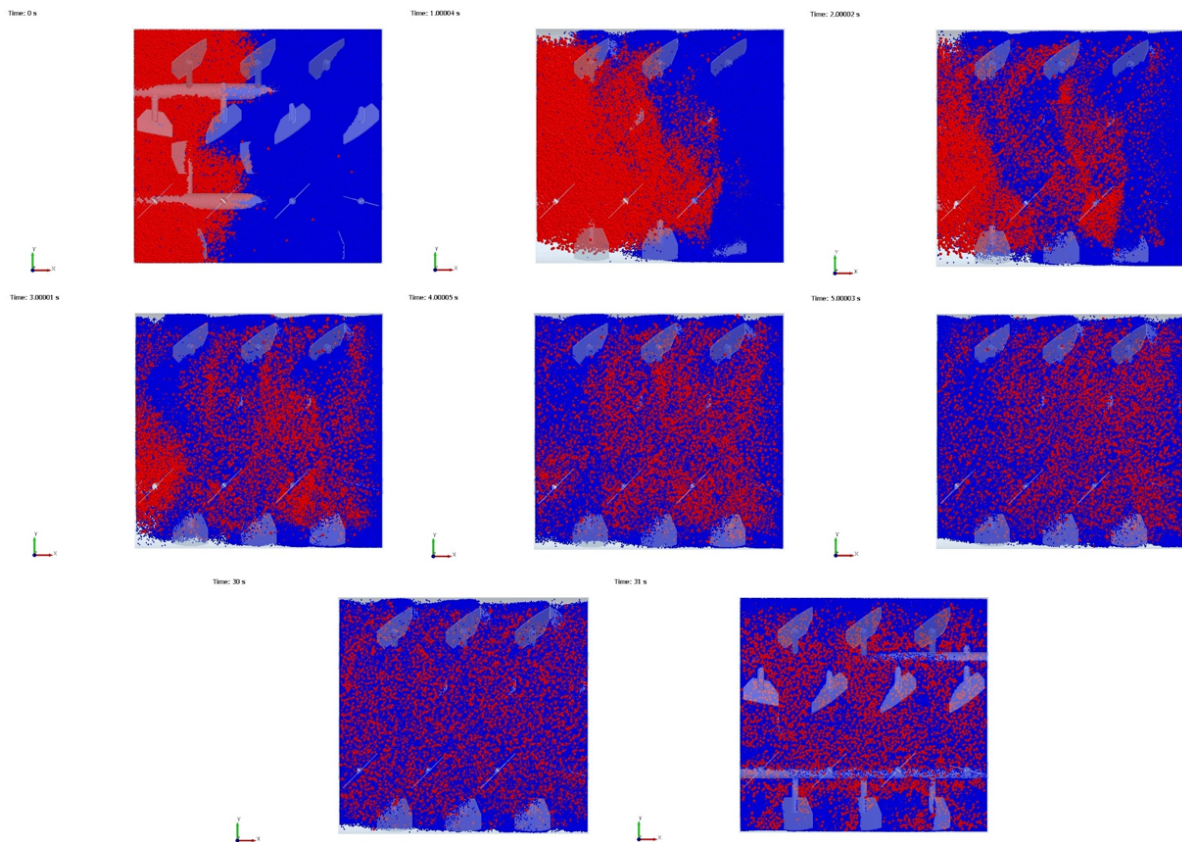 Time: 0 s
Time: 1.00004 s
Time: 2.00002 s
Y
X
Y
X
Y
X
Time: 3.00001 s
Time: 4.00005 s
Time: 5.00003 s
Y
X
Y
X
Y
X
Time: 30 s
Time: 31 s
Y
X
Y
X